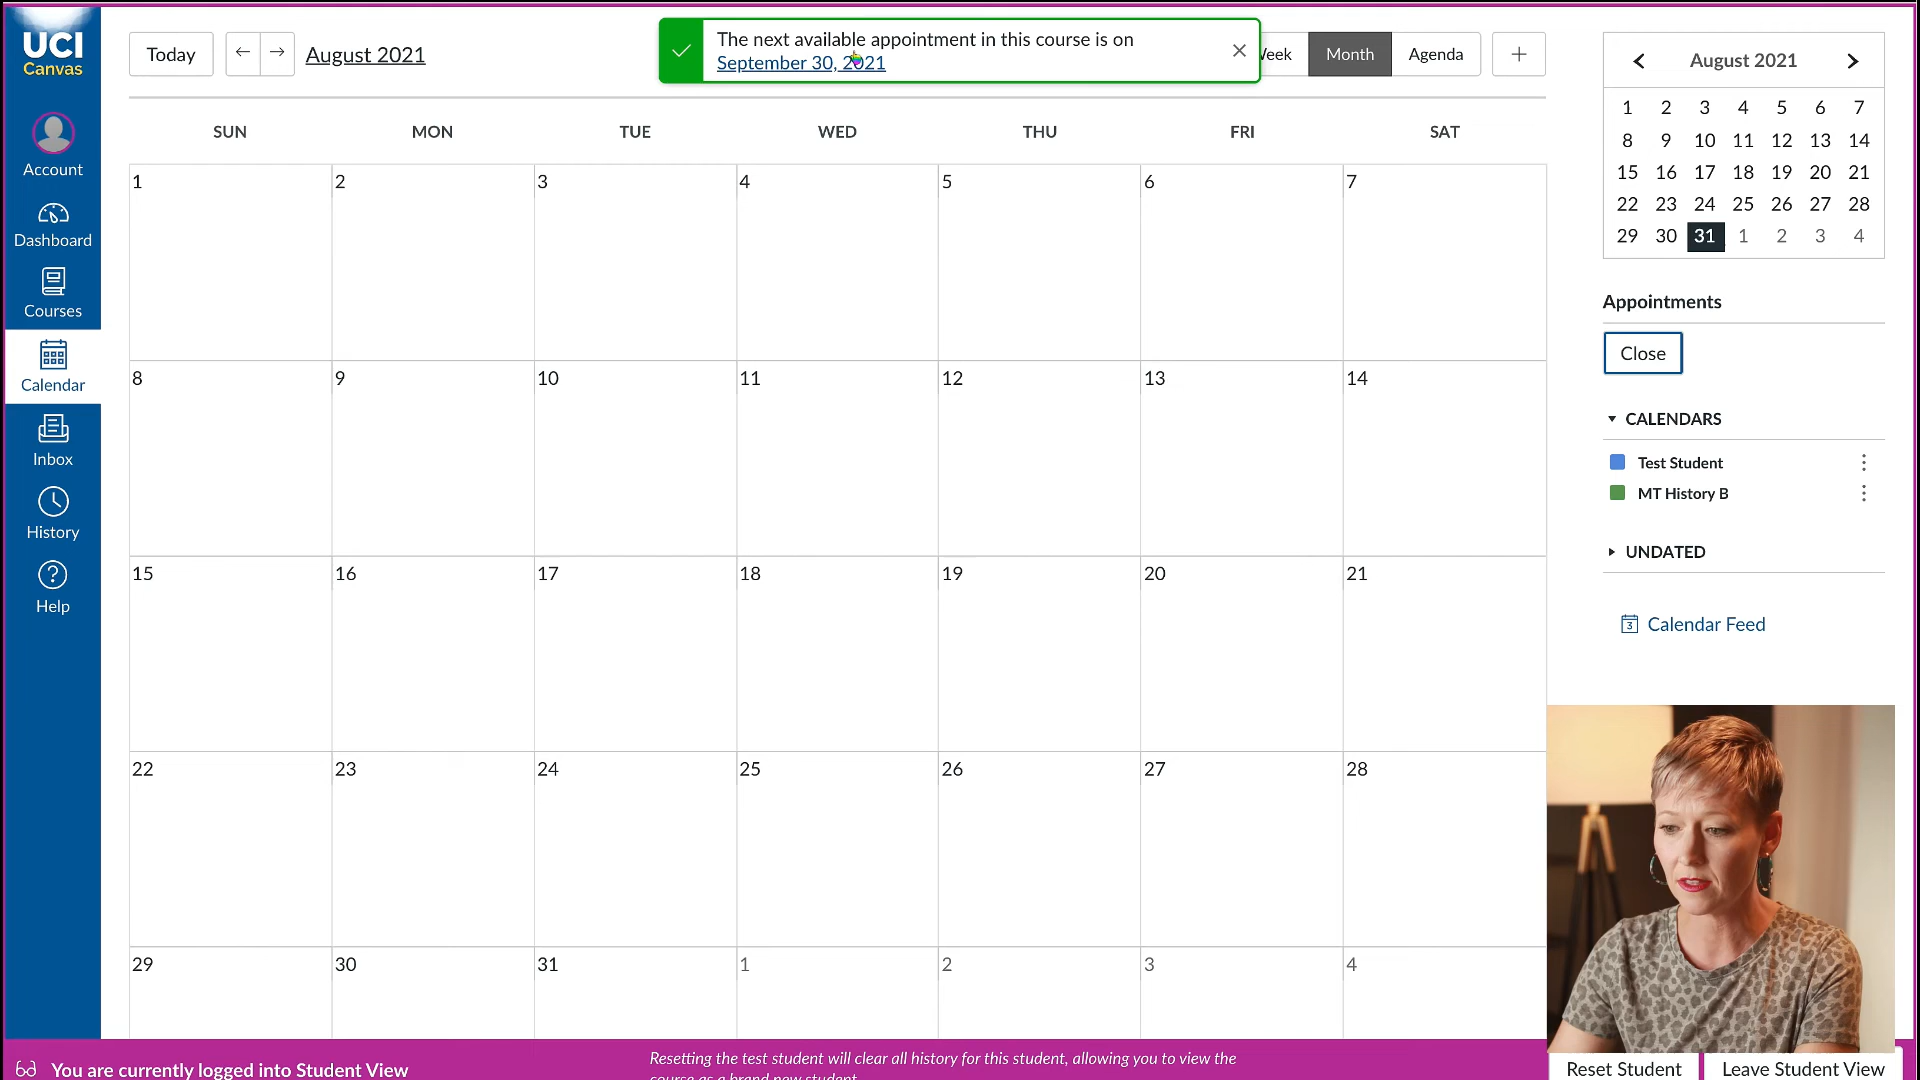 UCI
Canvas
Account
Dashboard
Courses
Calendar
Inbox
History
Help
Today
←
→
August 2021
The next available appointment in this course is on
September 30, 2021
Month
Agenda
+
SUN MON TUE WED THU FRI SAT
1 2 3 4 5 6 7
8 9 10 11 12 13 14
15 16 17 18 19 20 21
22 23 24 25 26 27 28
29 30 31 1 2 3 4
August 2021
1 2 3 4 5 6 7
8 9 10 11 12 13 14
15 16 17 18 19 20 21
22 23 24 25 26 27 28
29 30 31 1 2 3 4
Appointments
Close
CALENDARS
Test Student
MT History B
UNDATED
3 Calendar Feed
You are currently logged into Student View
Resetting the test student will clear all history for this student, allowing you to view the
course as a brand new student
Reset Student
Leave Student View